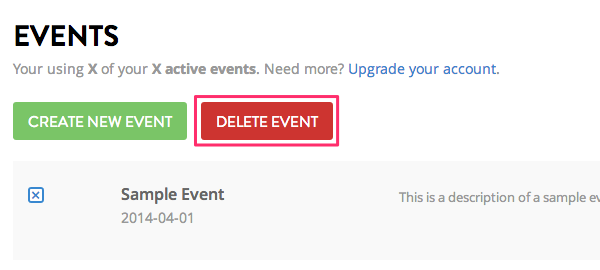 EVENTS
Your using X of your X active events. Need more? Upgrade your account.
CREATE NEW EVENT
DELETE EVENT
Sample Event
This is a description of a sample
2014-04-01